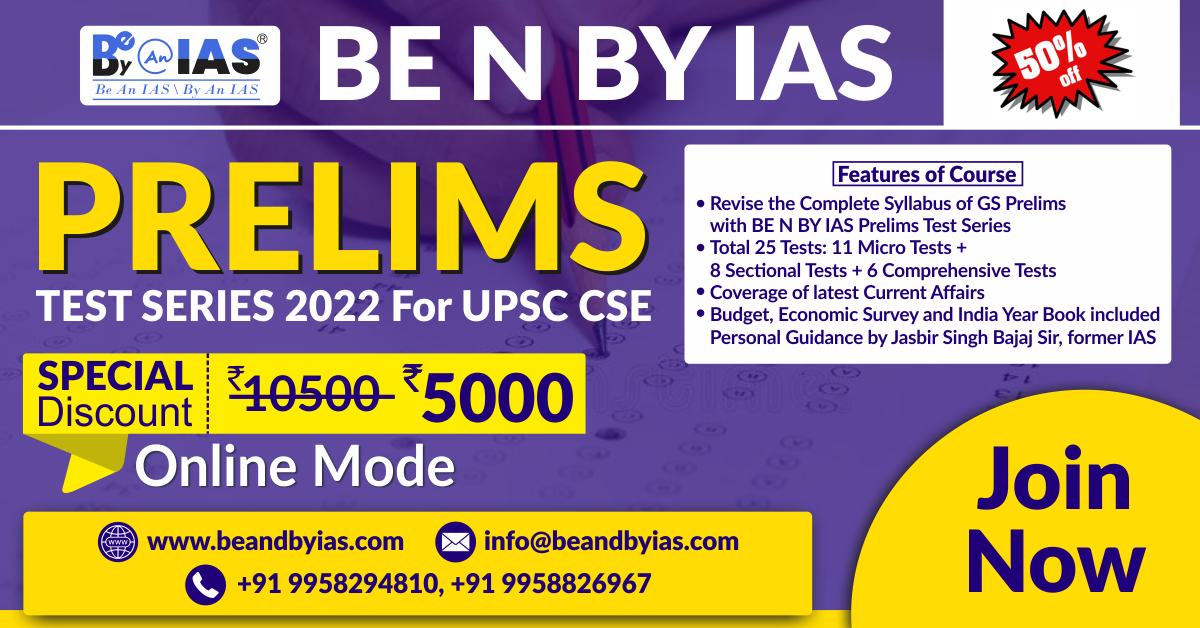 Be By An IAS®
Be An IAS \ By An IAS
BE N BY IAS
50%
off
PRELIMS
TEST SERIES 2022 For UPSC CSE
SPECIAL
Discount
₹10500 ₹5000
Online Mode
Features of Course
• Revise the Complete Syllabus of GS Prelims
with BE N BY IAS Prelims Test Series
• Total 25 Tests: 11 Micro Tests +
8 Sectional Tests + 6 Comprehensive Tests
• Coverage of latest Current Affairs
• Budget, Economic Survey and India Year Book included
Personal Guidance by Jasbir Singh Bajaj Sir, former IAS
www.beandbyias.com info@beandbyias.com
+91 9958294810, +91 9958826967
Join
Now